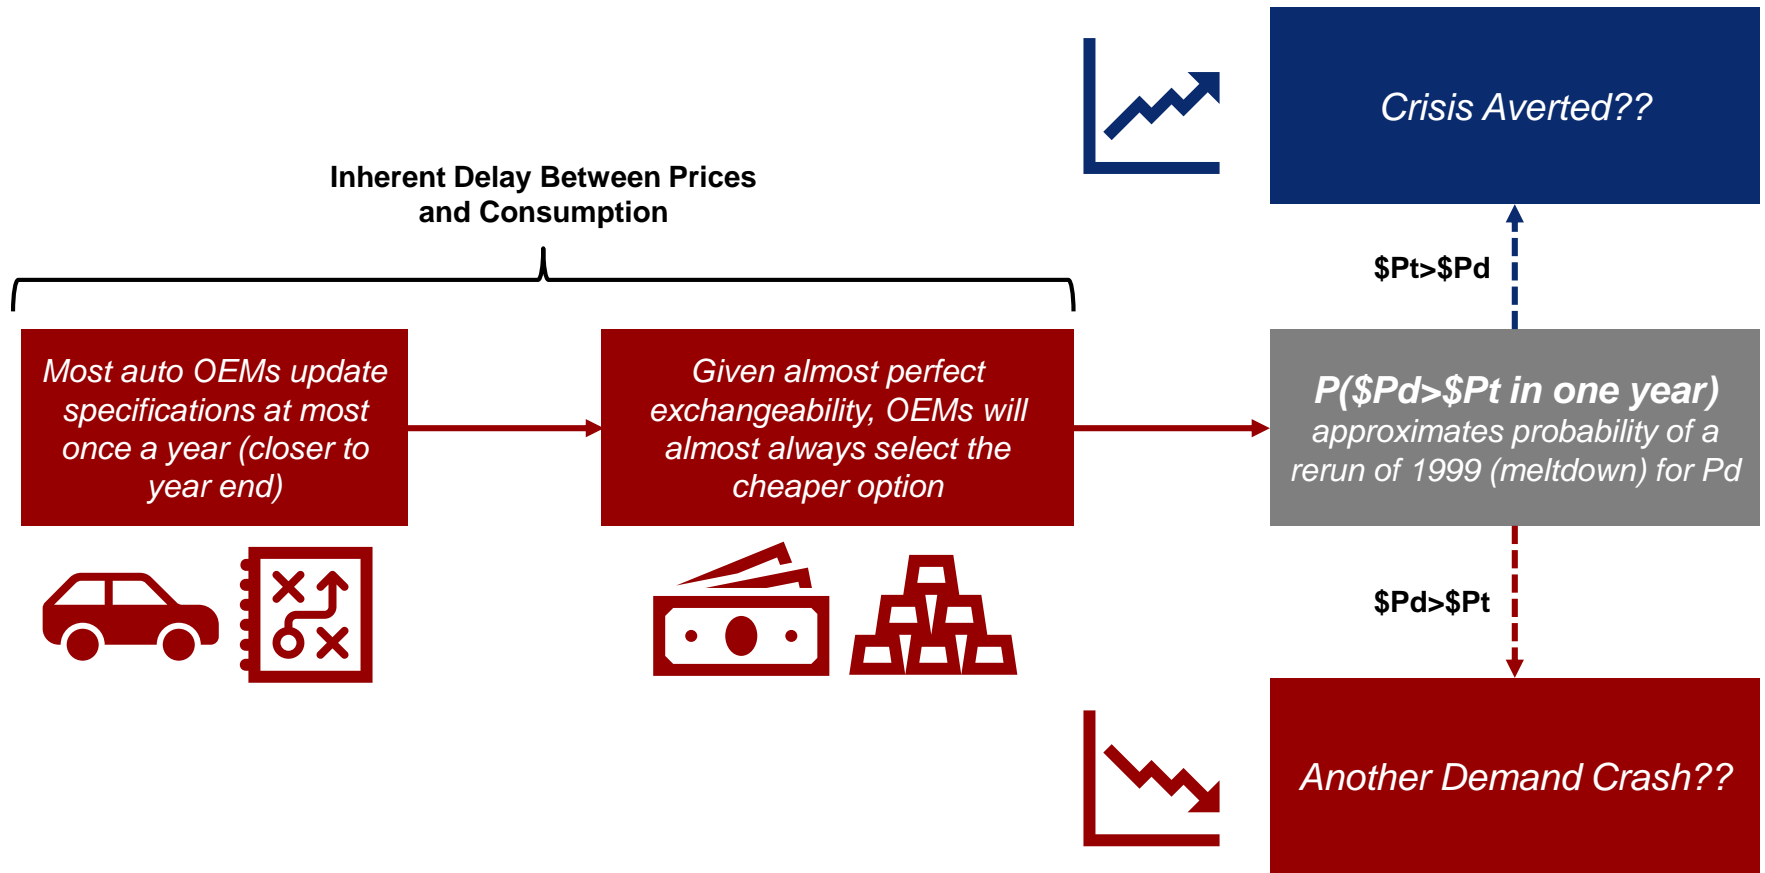 Inherent Delay Between Prices
and Consumption
Most auto OEMs update
specifications at most
once a year (closer to
year end)
Given almost perfect
exchangeability, OEMs will
almost always select the
cheaper option
Crisis Averted??
$Pt>$Pd
P($Pd>$Pt in one year)
approximates probability of a
rerun of 1999 (meltdown) for Pd
$Pd>$Pt
Another Demand Crash??